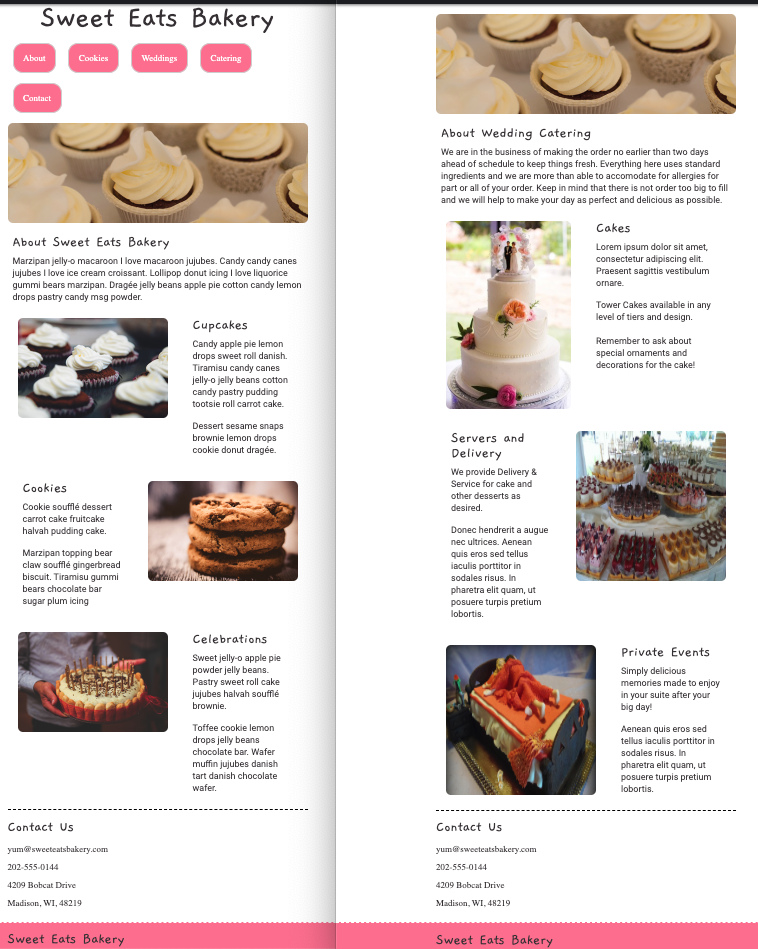 Sweet Eats Bakery
About Cookies Weddings Catering
Contact
About Sweet Eats Bakery
Marzipan jelly-o macaroon I love macaroon jujubes. Candy candy canes
jujubes I love ice cream croissant. Lollipop donut icing I love liquorice
gummi bears marzipan. Dragée jelly beans apple pie cotton candy lemon
drops pastry candy msg powder.
Cupcakes
Candy apple pie lemon
drops sweet roll danish.
Tiramisu candy canes
jelly-o jelly beans cotton
candy pastry pudding
tootsie roll carrot cake.
Dessert sesame snaps
brownie lemon drops
cookie donut dragée.
Cookies
Cookie soufflé dessert
carrot cake fruitcake
halvah pudding cake.
Marzipan topping bear
claw soufflé gingerbread
biscuit. Tiramisu gummi
bears chocolate bar
sugar plum icing
Celebrations
Sweet jelly-o apple pie
powder jelly beans.
Pastry sweet roll cake
jujubes halvah soufflé
brownie.
Toffee cookie lemon
drops jelly beans
chocolate bar. Wafer
muffin jujubes danish
tart danish chocolate
wafer.
Contact Us
yum@sweeteatsbakery.com
202-555-0144
4209 Bobcat Drive
Madison, WI, 48219
Sweet Eats Bakery
About Wedding Catering
We are in the business of making the order no earlier than two days
ahead of schedule to keep things fresh. Everything here uses standard
ingredients and we are more than able to accomodate for allergies for
part or all of your order. Keep in mind that there is not order too big to fill
and we will help to make your day as perfect and delicious as possible.
Cakes
Lorem ipsum dolor sit amet,
consectetur adipiscing elit.
Praesent sagittis vestibulum
ornare.
Tower Cakes available in any
level of tiers and design.
Remember to ask about
special ornaments and
decorations for the cake!
Servers and
Delivery
We provide Delivery &
Service for cake and
other desserts as
desired.
Donec hendrerit a augue
nec ultrices. Aenean
quis eros sed tellus
iaculis porttitor in
sodales risus. In
pharetra elit quam, ut
posuere turpis pretium
lobortis.
Private Events
Simply delicious
memories made to enjoy
in your suite after your
big day!
Aenean quis eros sed
tellus iaculis porttitor in
sodales risus. In
pharetra elit quam, ut
posuere turpis pretium
lobortis.
Contact Us
yum@sweeteatsbakery.com
202-555-0144
4209 Bobcat Drive
Madison, WI, 48219
Sweet Eats Bakery